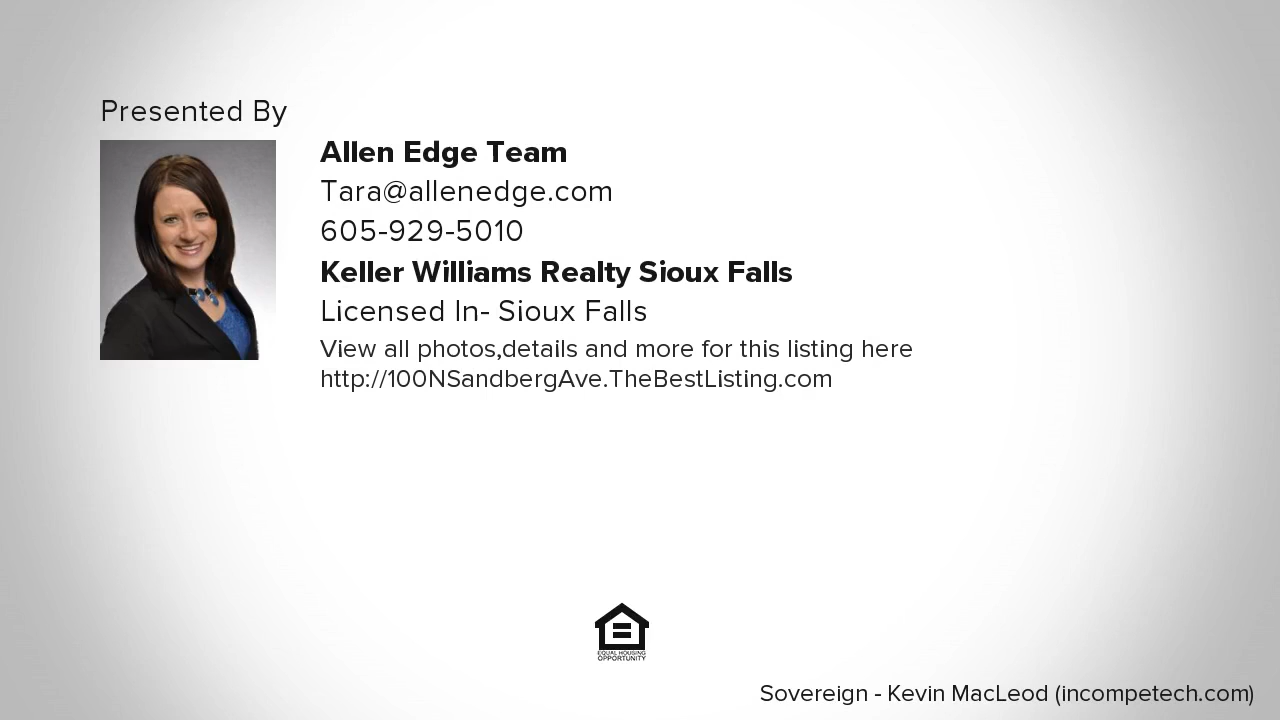 Presented By
Allen Edge Team
Tara@allenedge.com
605-929-5010
Keller Williams Realty Sioux Falls
Licensed In- Sioux Falls
View all photos,details and more for this listing here
http://100NSandbergAve.TheBestListing.com
EQUAL HOUSING
OPPORTUNITY
Sovereign - Kevin MacLeod (incompetech.com)